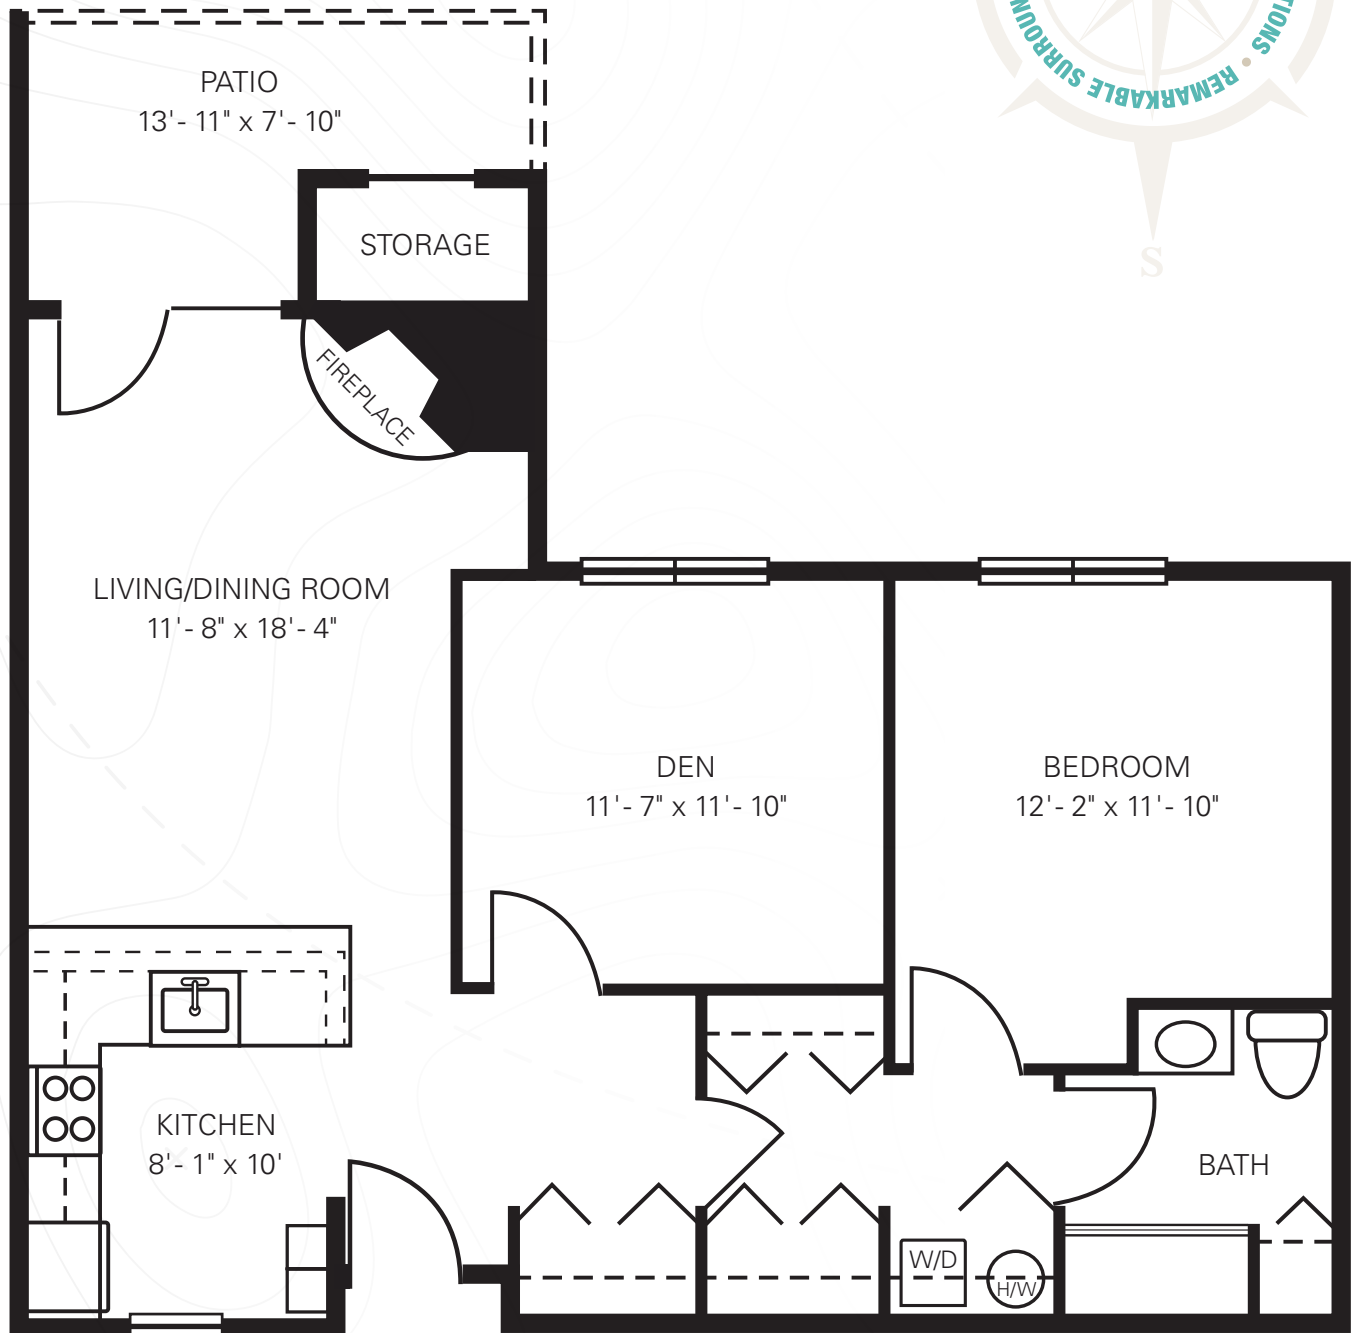 TIONS • REMARKABLE SURROUN
S
PATIO
13'- 11" x 7'- 10"
STORAGE
FIREPLACE
LIVING/DINING ROOM
11'- 8" x 18'- 4"
DEN
11'- 7" x 11'- 10"
BEDROOM
12'- 2" x 11'- 10"
KITCHEN
8'- 1" x 10'
BATH
W/D
H/W